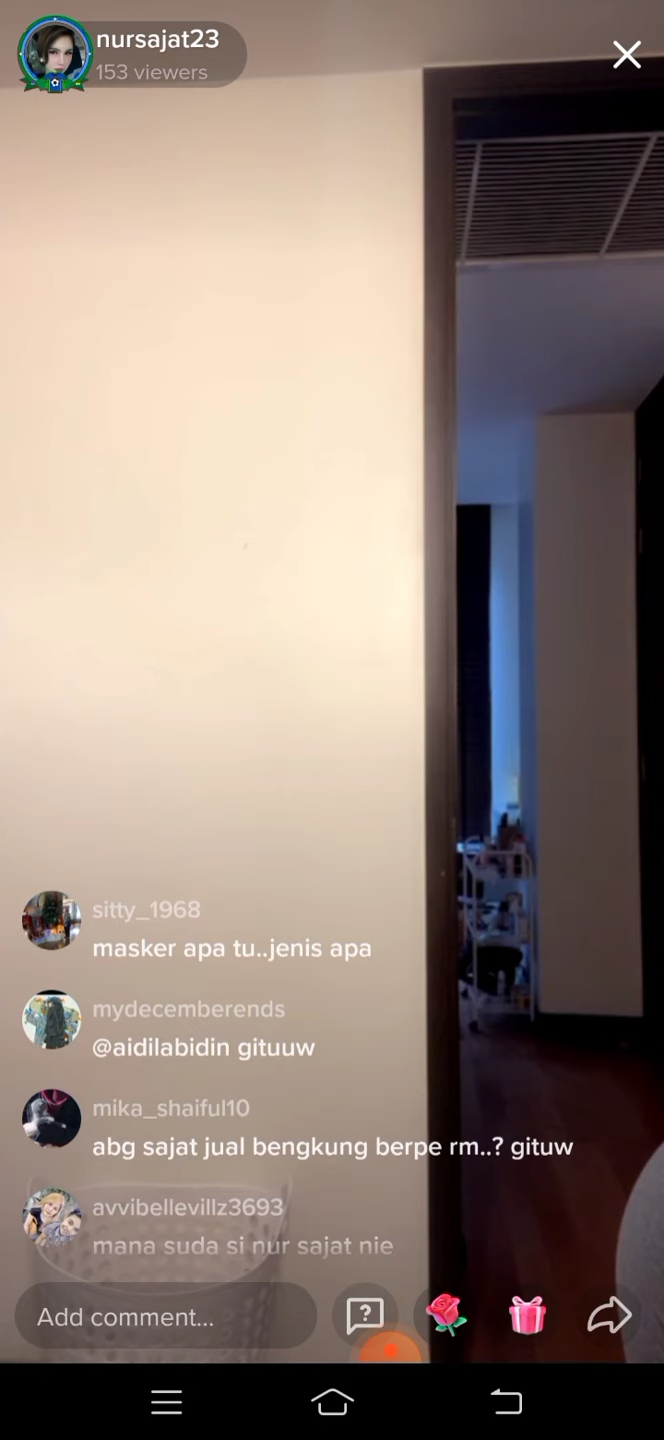 nursajat23
153 viewers
sitty_1968
masker apa tu..jenis apa
mydecemberends
@aidilabidin gituuw
mika_shaiful10
abg sajat jual bengkung berpe rm..? gituw
avvibellevillz3693
mana suda si nur sajat nie
Add comment...